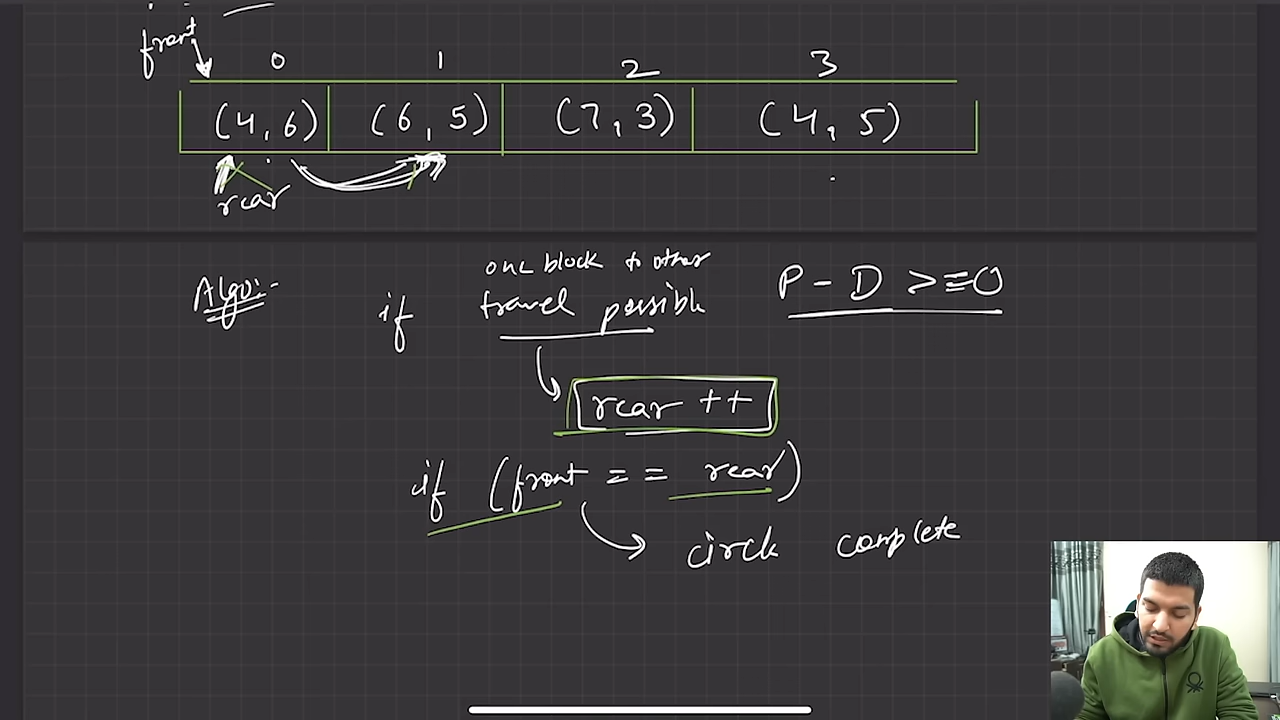 front
0 1 2 3
(4, 6) (6, 5) (7, 3) (4, 5)
rear
Algo:-
one block to other
if travel possible
P - D >= 0
rear ++
if (front == rear)
circle complete